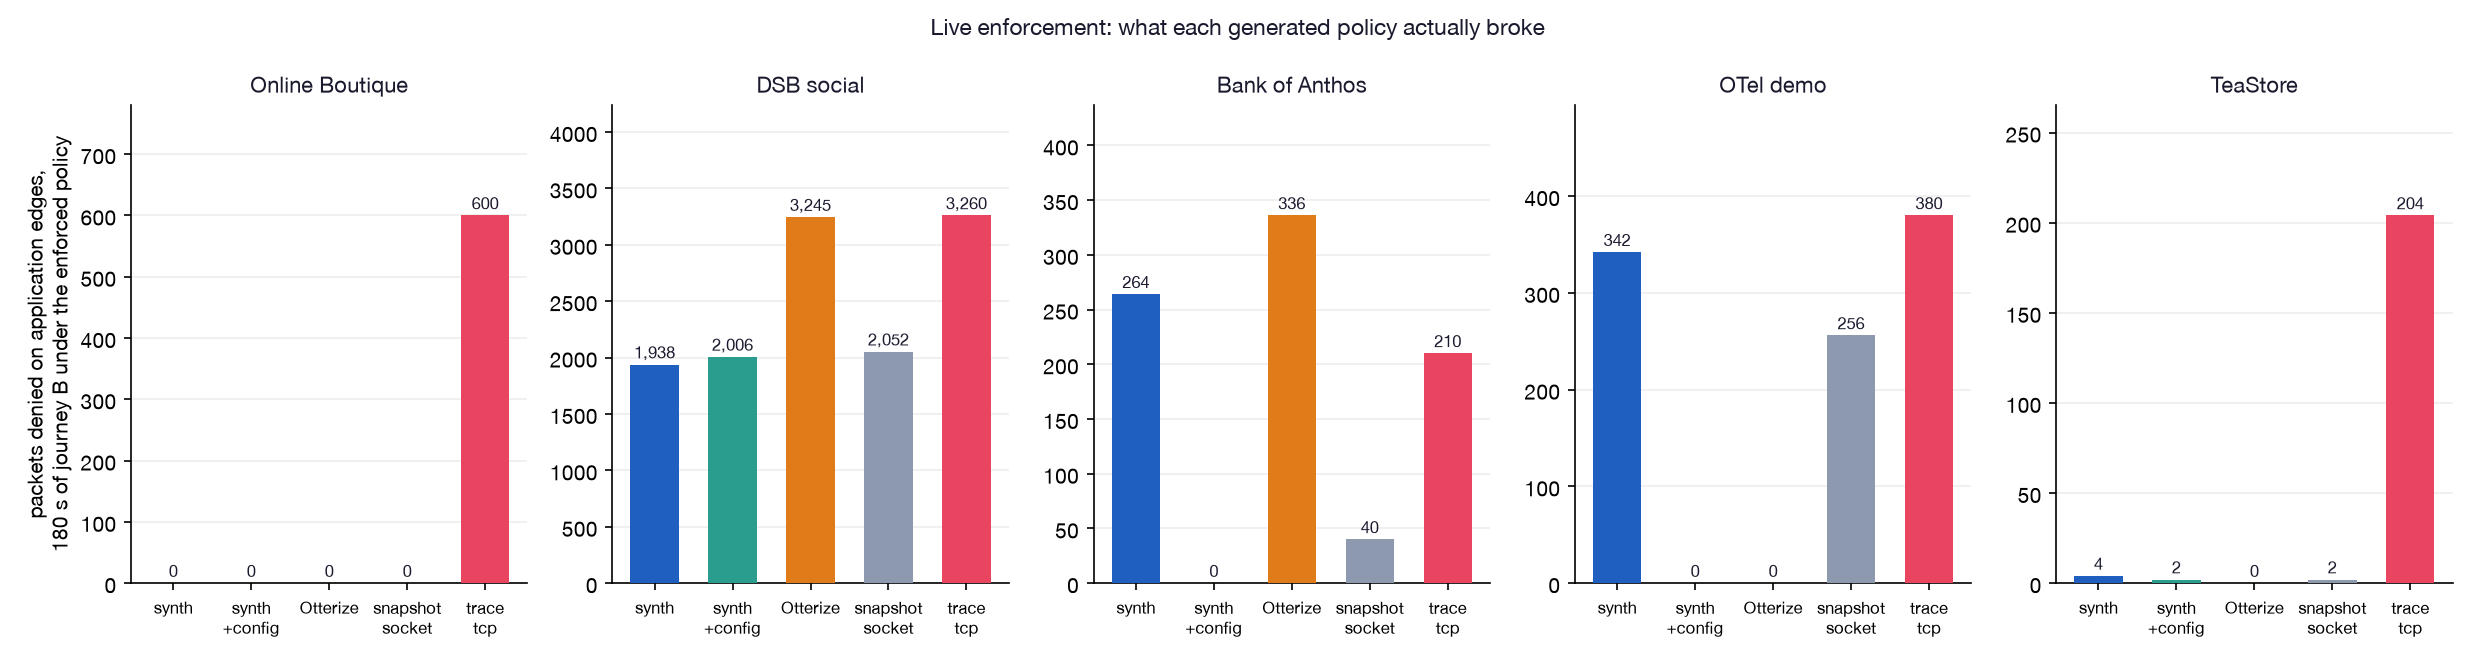 Live enforcement: what each generated policy actually broke
packets denied on application edges,
180 s of journey B under the enforced policy
Online Boutique
700
600
500
400
300
200
100
0
0
0
0
0
600
synth
synth
+config
Otterize
snapshot
socket
trace
tcp
DSB social
4000
3500
3000
2500
2000
1500
1000
500
0
1,938
2,006
3,245
2,052
3,260
synth
synth
+config
Otterize
snapshot
socket
trace
tcp
Bank of Anthos
400
350
300
250
200
150
100
50
0
264
0
336
40
210
synth
synth
+config
Otterize
snapshot
socket
trace
tcp
OTel demo
400
300
200
100
0
342
0
0
256
380
synth
synth
+config
Otterize
snapshot
socket
trace
tcp
TeaStore
250
200
150
100
50
0
4
2
0
2
204
synth
synth
+config
Otterize
snapshot
socket
trace
tcp